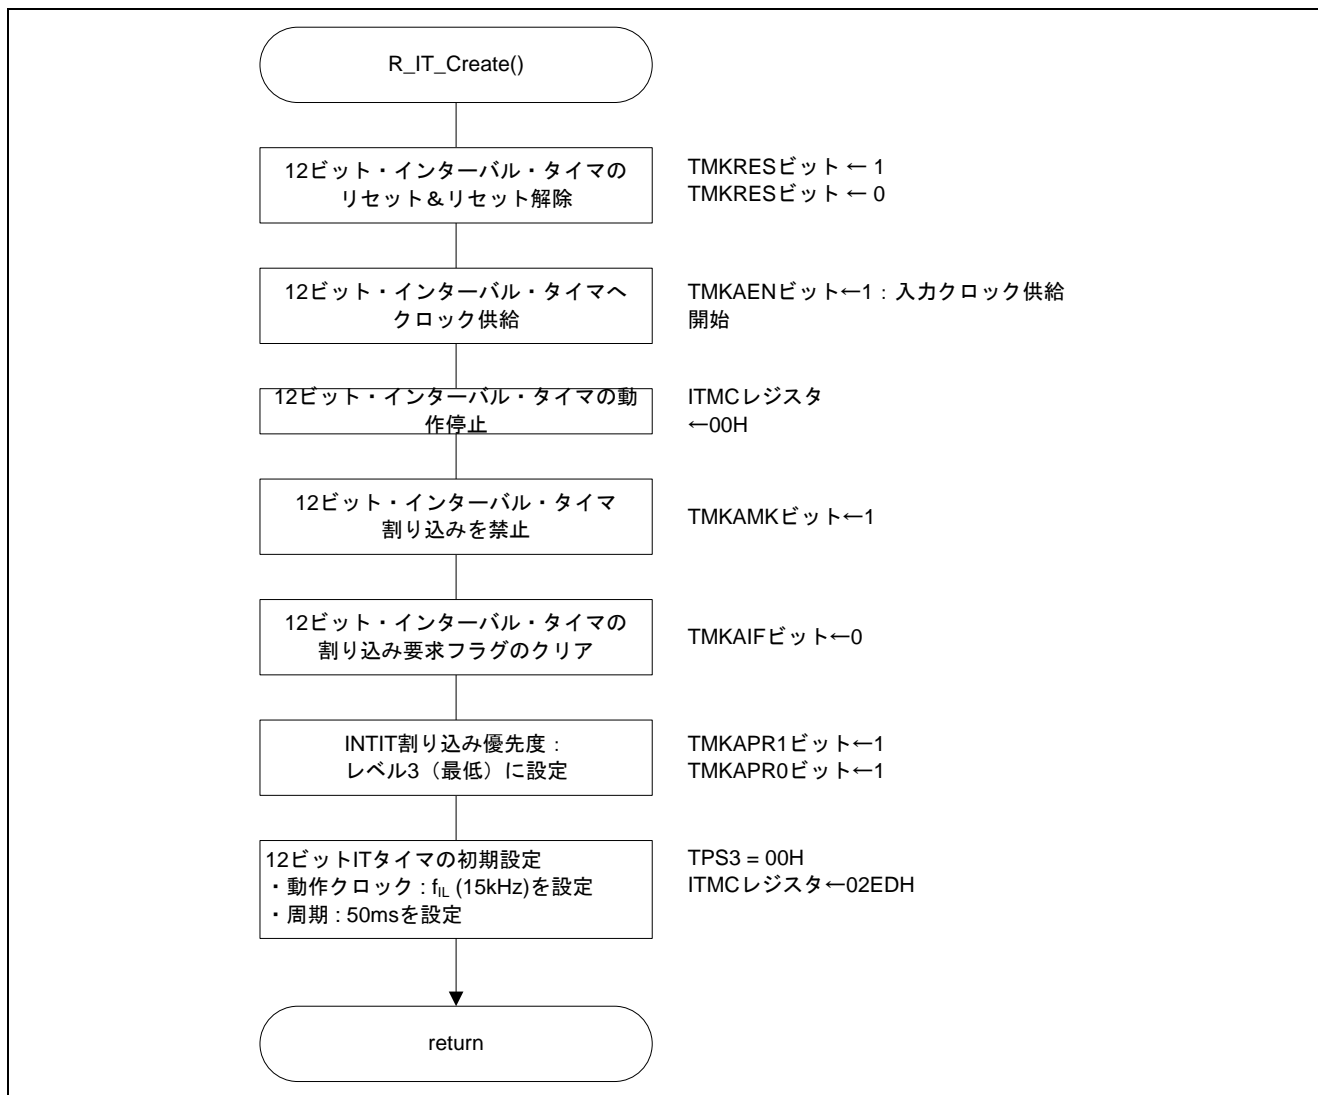 R_IT_Create()
12ビット・インターバル・タイマの
リセット＆リセット解除
TMKRESビット ← 1
TMKRESビット ← 0
12ビット・インターバル・タイマへ
クロック供給
TMKAENビット←1：入力クロック供給
開始
12ビット・インターバル・タイマの動
作停止
ITMCレジスタ
←00H
12ビット・インターバル・タイマ
割り込みを禁止
TMKAMKビット←1
12ビット・インターバル・タイマの
割り込み要求フラグのクリア
TMKAIFビット←0
INTIT割り込み優先度：
レベル3（最低）に設定
TMKAPR1ビット←1
TMKAPR0ビット←1
12ビットITタイマの初期設定
・動作クロック : fIL (15kHz)を設定
・周期 : 50msを設定
TPS3 = 00H
ITMCレジスタ←02EDH
return